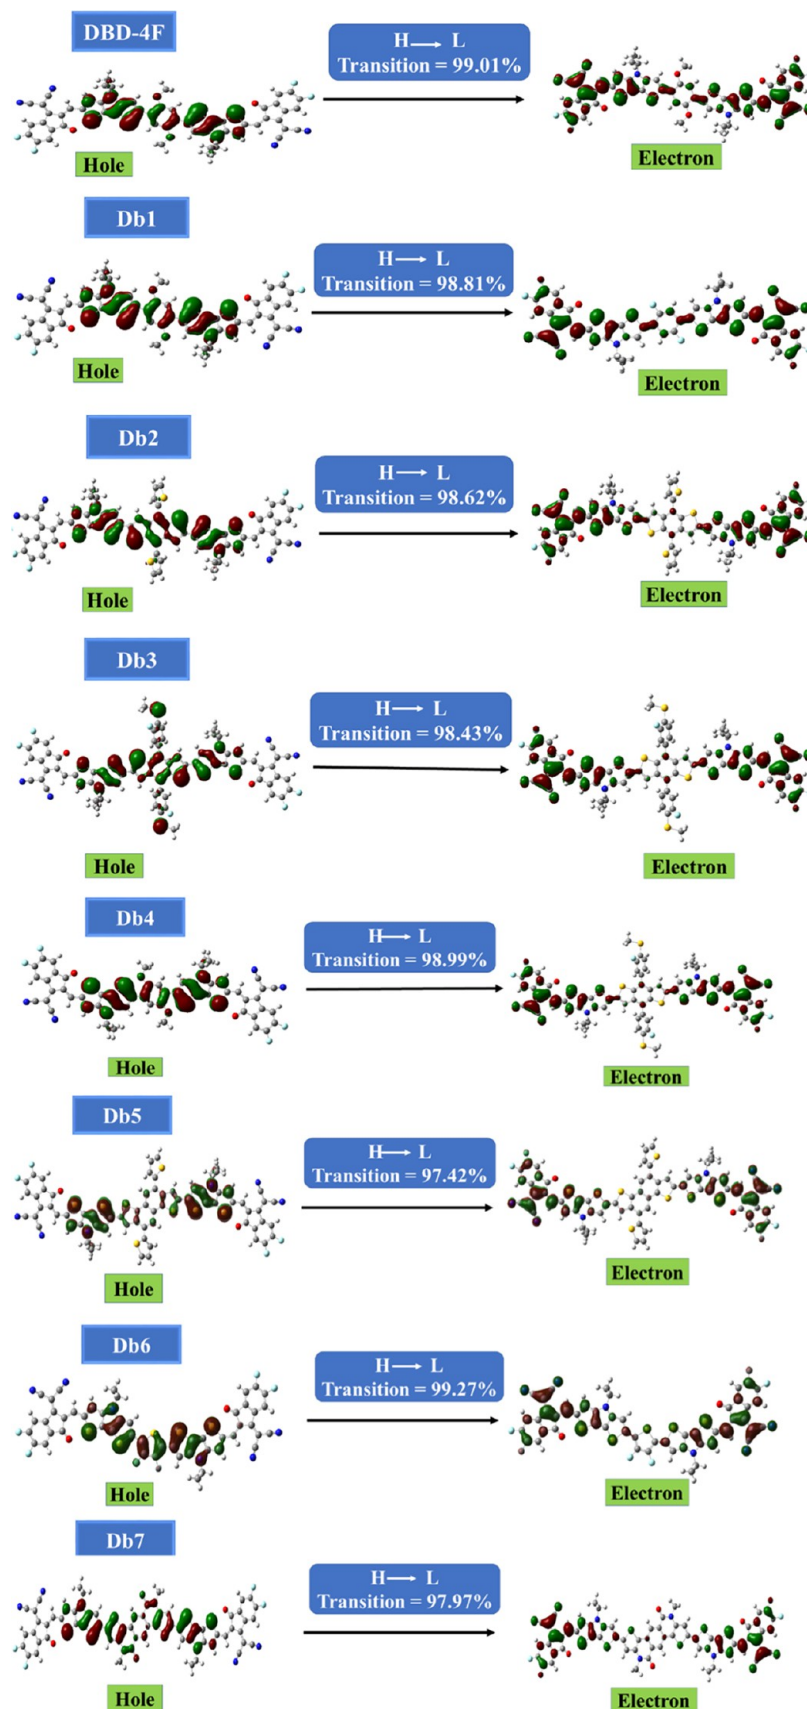 DBD-4F
H → L
Transition = 99.01%
Hole
Electron
Db1
H → L
Transition = 98.81%
Hole
Electron
Db2
H → L
Transition = 98.62%
Hole
Electron
Db3
H → L
Transition = 98.43%
Hole
Electron
Db4
H → L
Transition = 98.99%
Hole
Electron
Db5
H → L
Transition = 97.42%
Hole
Electron
Db6
H → L
Transition = 99.27%
Hole
Electron
Db7
H → L
Transition = 97.97%
Hole
Electron